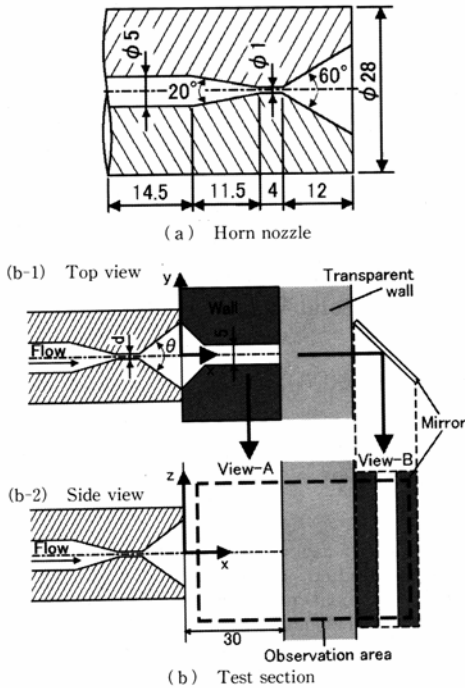 φ5
φ1
20°
60°
φ28
14.5
11.5
4
12
(a) Horn nozzle
(b-1) Top view
Transparent wall
y
Wall
Flow
d
θ
x
5
Mirror
View-A
View-B
(b-2) Side view
z
Flow
x
30
Observation area
(b) Test section